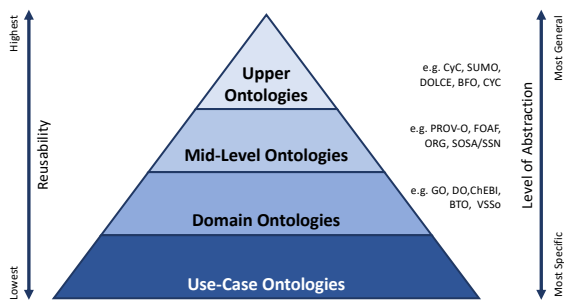 Highest
Reusability
Lowest
Upper
Ontologies
Mid-Level Ontologies
Domain Ontologies
Use-Case Ontologies
e.g. CyC, SUMO,
DOLCE, BFO, CYC
e.g. PROV-O, FOAF,
ORG, SOSA/SSN
e.g. GO, DO,ChEBI,
BTO, VSSo
Most General
Level of Abstraction
Most Specific